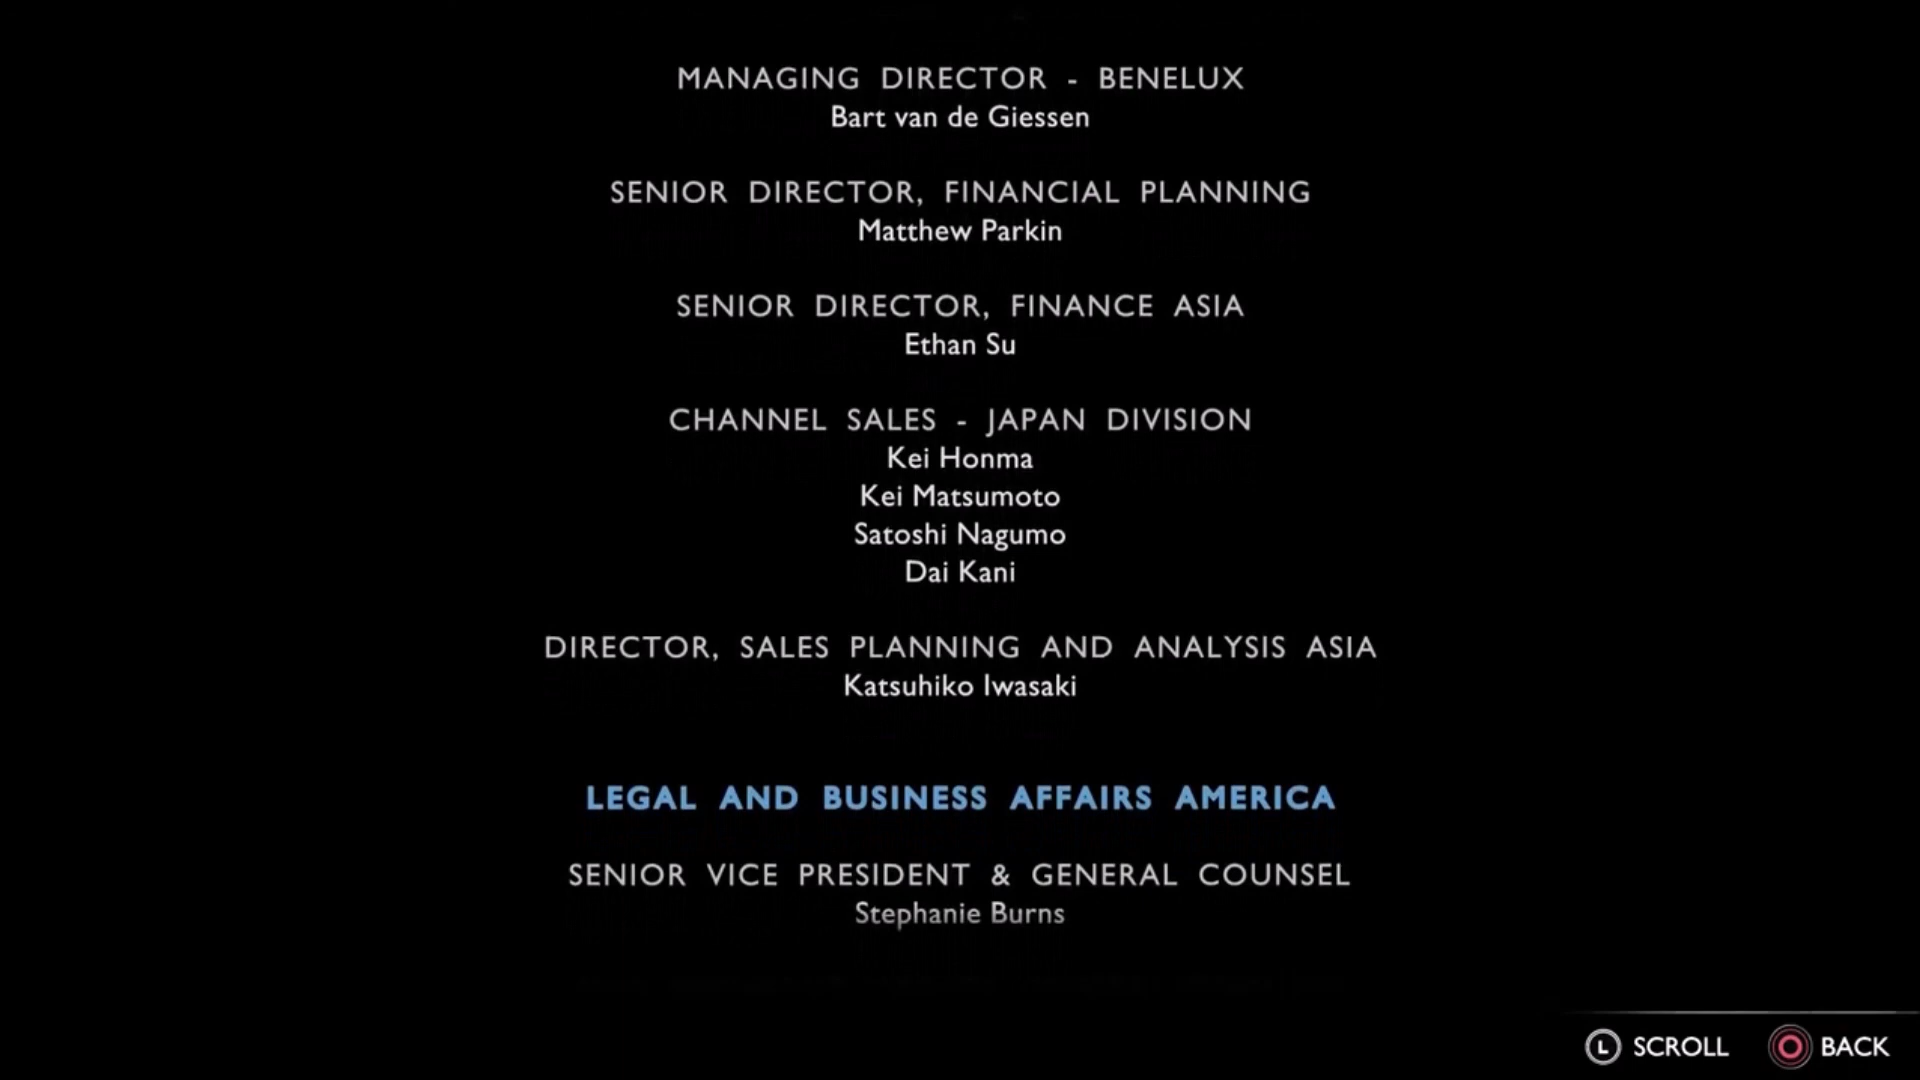 MANAGING DIRECTOR - BENELUX
Bart van de Giessen
SENIOR DIRECTOR, FINANCIAL PLANNING
Matthew Parkin
SENIOR DIRECTOR, FINANCE ASIA
Ethan Su
CHANNEL SALES - JAPAN DIVISION
Kei Honma
Kei Matsumoto
Satoshi Nagumo
Dai Kani
DIRECTOR, SALES PLANNING AND ANALYSIS ASIA
Katsuhiko Iwasaki
LEGAL AND BUSINESS AFFAIRS AMERICA
SENIOR VICE PRESIDENT & GENERAL COUNSEL
Stephanie Burns
L SCROLL BACK